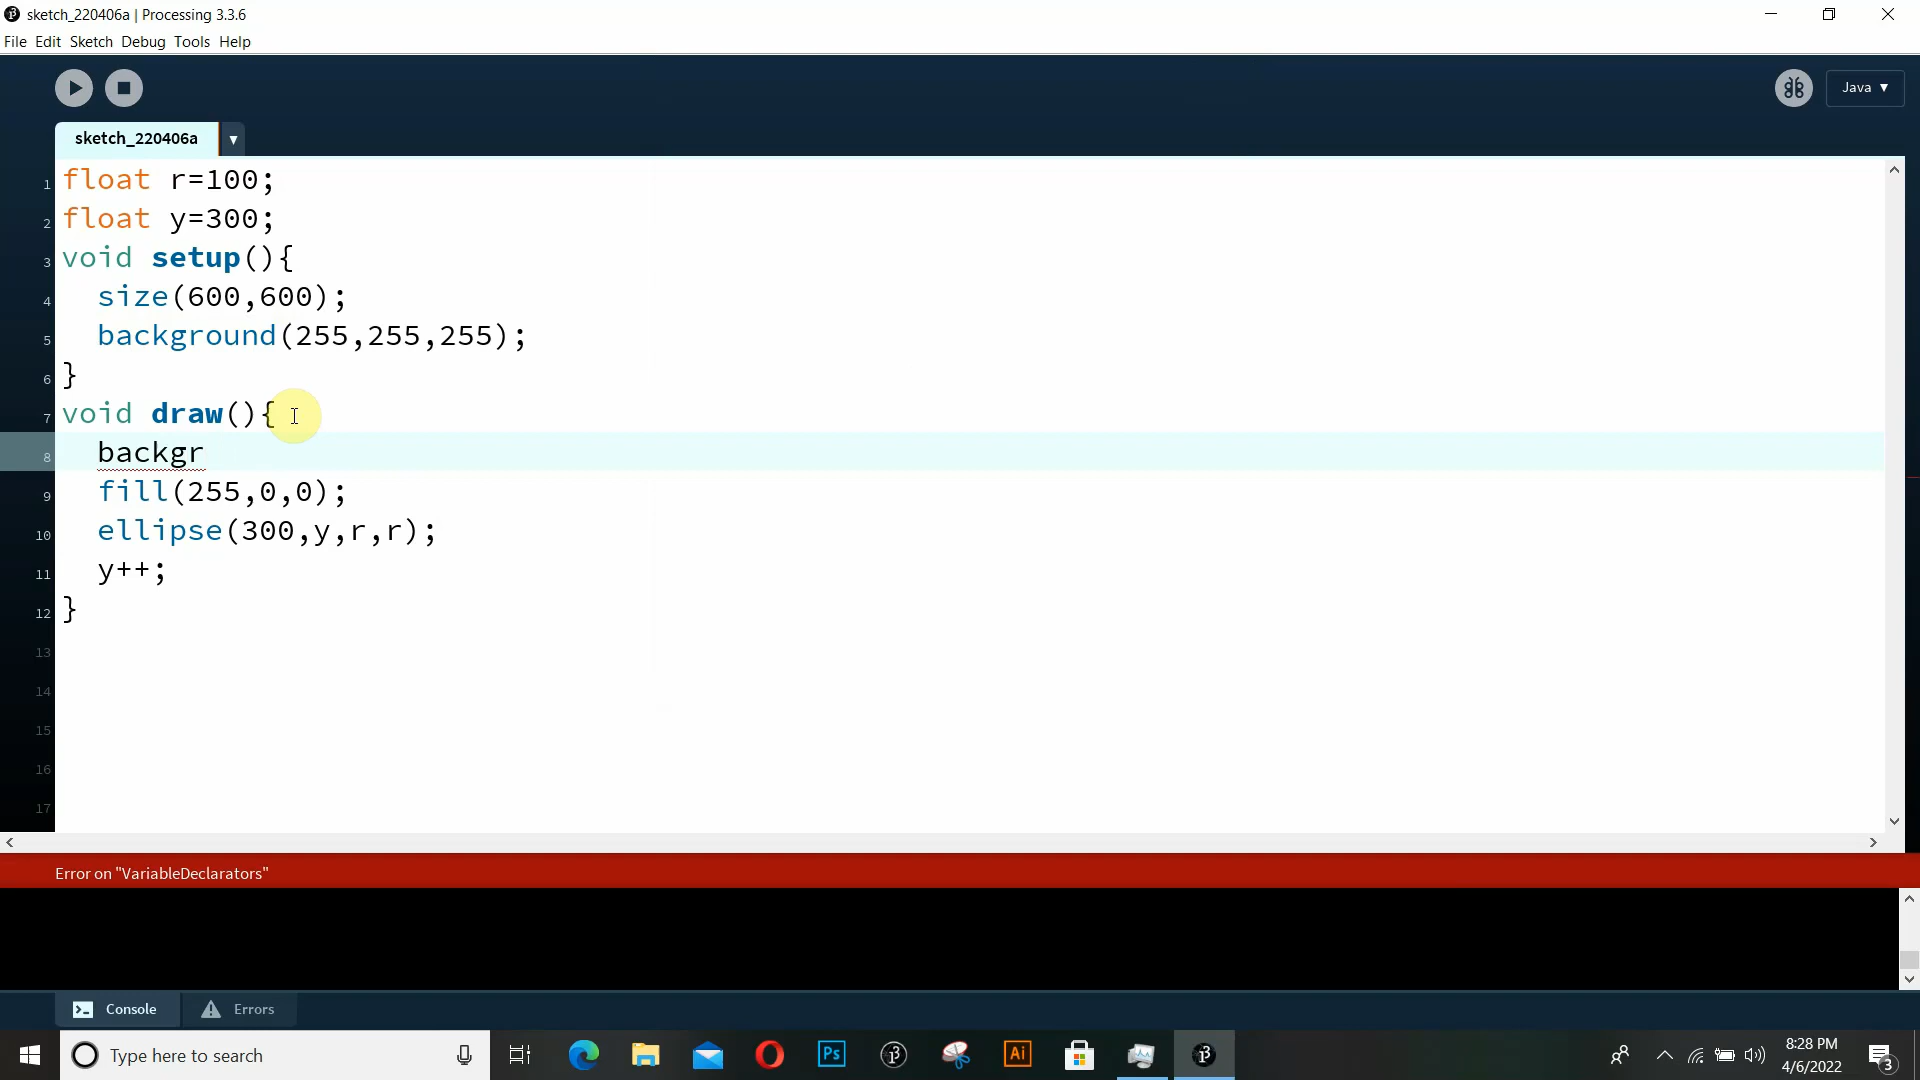 sketch_220406a | Processing 3.3.6
File Edit Sketch Debug Tools Help
Java ▼
sketch_220406a ▼
1 float r=100;
2 float y=300;
3 void setup(){
4 size(600,600);
5 background(255,255,255);
6 }
7 void draw(){
8 backgr
9 fill(255,0,0);
10 ellipse(300,y,r,r);
11 y++;
12 }
13
14
15
16
17
Error on "VariableDeclarators"
Console Errors
Type here to search
Ps
Ai
8:28 PM
4/6/2022
3